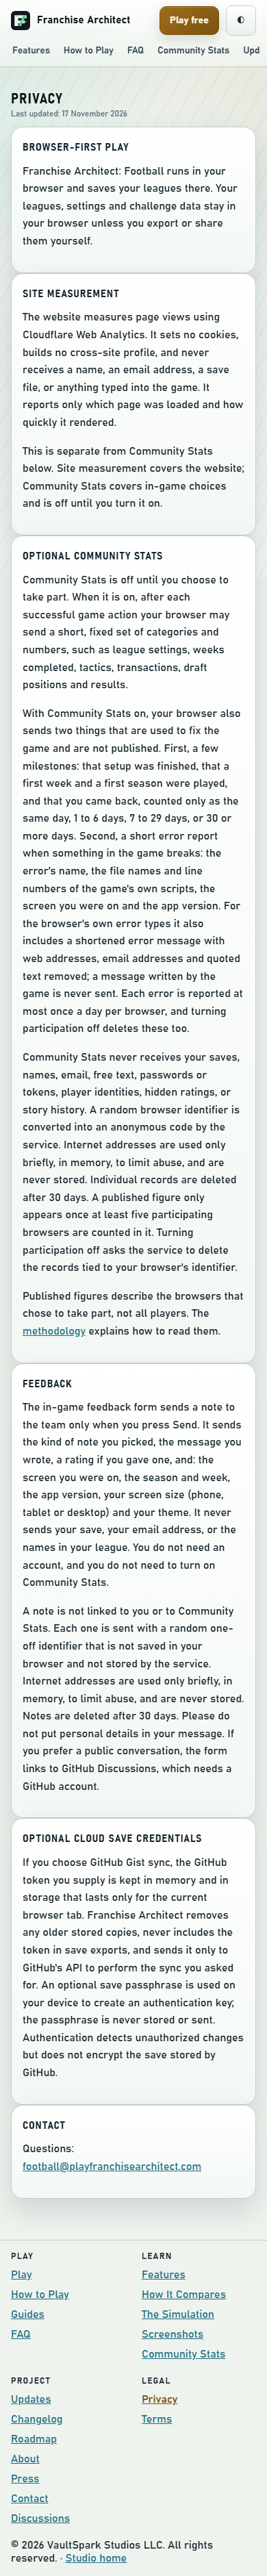 Franchise Architect
Play free
Features How to Play FAQ Community Stats Upd
PRIVACY
Last updated: 17 November 2026
BROWSER-FIRST PLAY
Franchise Architect: Football runs in your
browser and saves your leagues there. Your
leagues, settings and challenge data stay in
your browser unless you export or share
them yourself.
SITE MEASUREMENT
The website measures page views using
Cloudflare Web Analytics. It sets no cookies,
builds no cross-site profile, and never
receives a name, an email address, a save
file, or anything typed into the game. It
reports only which page was loaded and how
quickly it rendered.
This is separate from Community Stats
below. Site measurement covers the website;
Community Stats covers in-game choices
and is off until you turn it on.
OPTIONAL COMMUNITY STATS
Community Stats is off until you choose to
take part. When it is on, after each
successful game action your browser may
send a short, fixed set of categories and
numbers, such as league settings, weeks
completed, tactics, transactions, draft
positions and results.
With Community Stats on, your browser also
sends two things that are used to fix the
game and are not published. First, a few
milestones: that setup was finished, that a
first week and a first season were played,
and that you came back, counted only as the
same day, 1 to 6 days, 7 to 29 days, or 30 or
more days. Second, a short error report
when something in the game breaks: the
error's name, the file names and line
numbers of the game's own scripts, the
screen you were on and the app version. For
the browser's own error types it also
includes a shortened error message with
web addresses, email addresses and quoted
text removed; a message written by the
game is never sent. Each error is reported at
most once a day per browser, and turning
participation off deletes these too.
Community Stats never receives your saves,
names, email, free text, passwords or
tokens, player identities, hidden ratings, or
story history. A random browser identifier is
converted into an anonymous code by the
service. Internet addresses are used only
briefly, in memory, to limit abuse, and are
never stored. Individual records are deleted
after 30 days. A published figure only
appears once at least five participating
browsers are counted in it. Turning
participation off asks the service to delete
the records tied to your browser's identifier.
Published figures describe the browsers that
chose to take part, not all players. The
methodology explains how to read them.
FEEDBACK
The in-game feedback form sends a note to
the team only when you press Send. It sends
the kind of note you picked, the message you
wrote, a rating if you gave one, and: the
screen you were on, the season and week,
the app version, your screen size (phone,
tablet or desktop) and your theme. It never
sends your save, your email address, or the
names in your league. You do not need an
account, and you do not need to turn on
Community Stats.
A note is not linked to you or to Community
Stats. Each one is sent with a random one-
off identifier that is not saved in your
browser and not stored by the service.
Internet addresses are used only briefly, in
memory, to limit abuse, and are never stored.
Notes are deleted after 30 days. Please do
not put personal details in your message. If
you prefer a public conversation, the form
links to GitHub Discussions, which needs a
GitHub account.
OPTIONAL CLOUD SAVE CREDENTIALS
If you choose GitHub Gist sync, the GitHub
token you supply is kept in memory and in
storage that lasts only for the current
browser tab. Franchise Architect removes
any older stored copies, never includes the
token in save exports, and sends it only to
GitHub's API to perform the sync you asked
for. An optional save passphrase is used on
your device to create an authentication key;
the passphrase is never stored or sent.
Authentication detects unauthorized changes
but does not encrypt the save stored by
GitHub.
CONTACT
Questions:
football@playfranchisearchitect.com
PLAY
Play
How to Play
Guides
FAQ
LEARN
Features
How It Compares
The Simulation
Screenshots
Community Stats
PROJECT
Updates
Changelog
Roadmap
About
Press
Contact
Discussions
LEGAL
Privacy
Terms
© 2026 VaultSpark Studios LLC. All rights
reserved. · Studio home